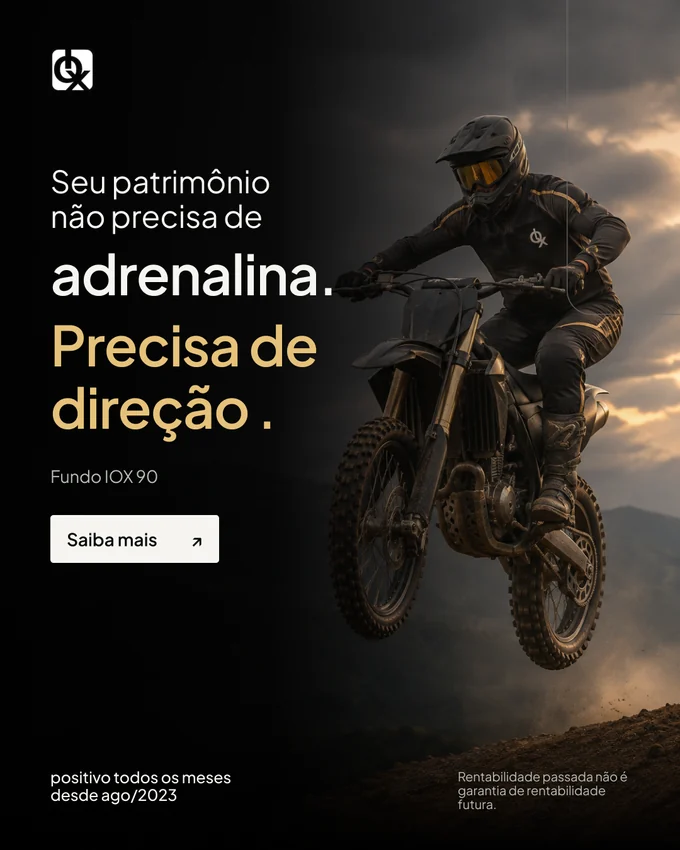 IOX
Seu patrimônio
não precisa de
adrenalina.
Precisa de
direção .
Fundo IOX 90
Saiba mais
positivo todos os meses
desde ago/2023
Rentabilidade passada não é
garantia de rentabilidade
futura.